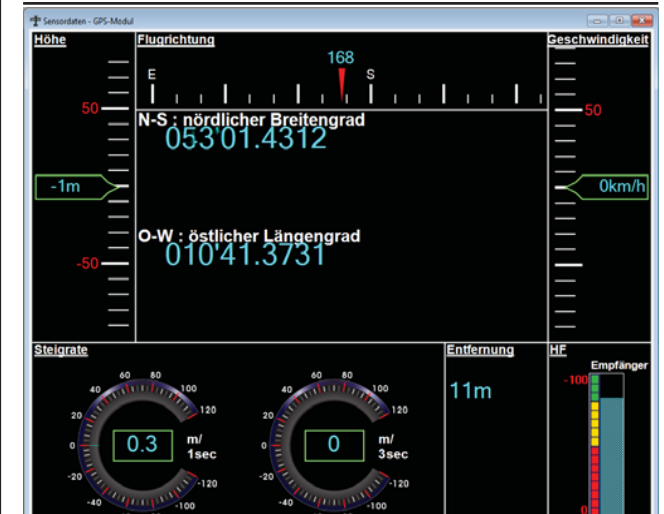 Sensordaten - GPS-Modul
Höhe
Flugrichtung
Geschwindigkeit
168
E
S
50
50
N-S : nördlicher Breitengrad
053'01.4312
-1m
0km/h
O-W : östlicher Längengrad
010'41.3731
-50
Steigrate
Entfernung
HF
Empfänger
60 80
60 80
-100
40
100
40
100
11m
20
120
20
120
0
0.3
m/
1sec
0
0
m/
3sec
-20
-120
-20
-120
-40
-100
-40
-100
0